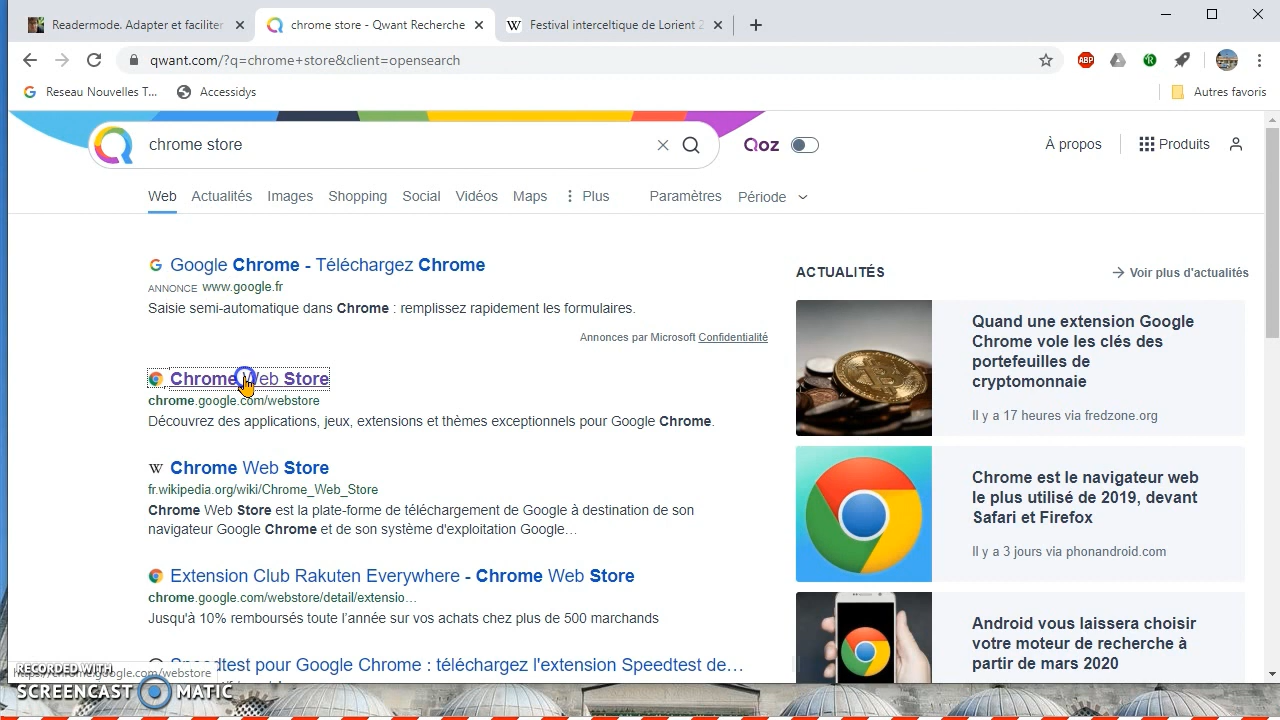 Readermode. Adapter et faciliter
chrome store - Qwant Recherche
Festival interceltique de Lorient 2
qwant.com/?q=chrome+store&client=opensearch
ABP
Reseau Nouvelles T...
Accessidys
Autres favoris
chrome store
Qoz
À propos
Produits
Web
Actualités
Images
Shopping
Social
Vidéos
Maps
Plus
Paramètres
Période
Google Chrome - Téléchargez Chrome
ANNONCE www.google.fr
Saisie semi-automatique dans Chrome : remplissez rapidement les formulaires.
Annonces par Microsoft Confidentialité
Chrome Web Store
chrome.google.com/webstore
Découvrez des applications, jeux, extensions et thèmes exceptionnels pour Google Chrome.
W Chrome Web Store
fr.wikipedia.org/wiki/Chrome_Web_Store
Chrome Web Store est la plate-forme de téléchargement de Google à destination de son
navigateur Google Chrome et de son système d'exploitation Google…
Extension Club Rakuten Everywhere - Chrome Web Store
chrome.google.com/webstore/detail/extensio…
Jusqu'à 10% remboursés toute l'année sur vos achats chez plus de 500 marchands
Speedtest pour Google Chrome : téléchargez l'extension Speedtest de…
ACTUALITÉS
Voir plus d'actualités
Quand une extension Google
Chrome vole les clés des
portefeuilles de
cryptomonnaie
Il y a 17 heures via fredzone.org
Chrome est le navigateur web
le plus utilisé de 2019, devant
Safari et Firefox
Il y a 3 jours via phonandroid.com
Android vous laissera choisir
votre moteur de recherche à
partir de mars 2020
https://chrome.google.com/webstore
RECORDED WITH
SCREENCAST MATIC